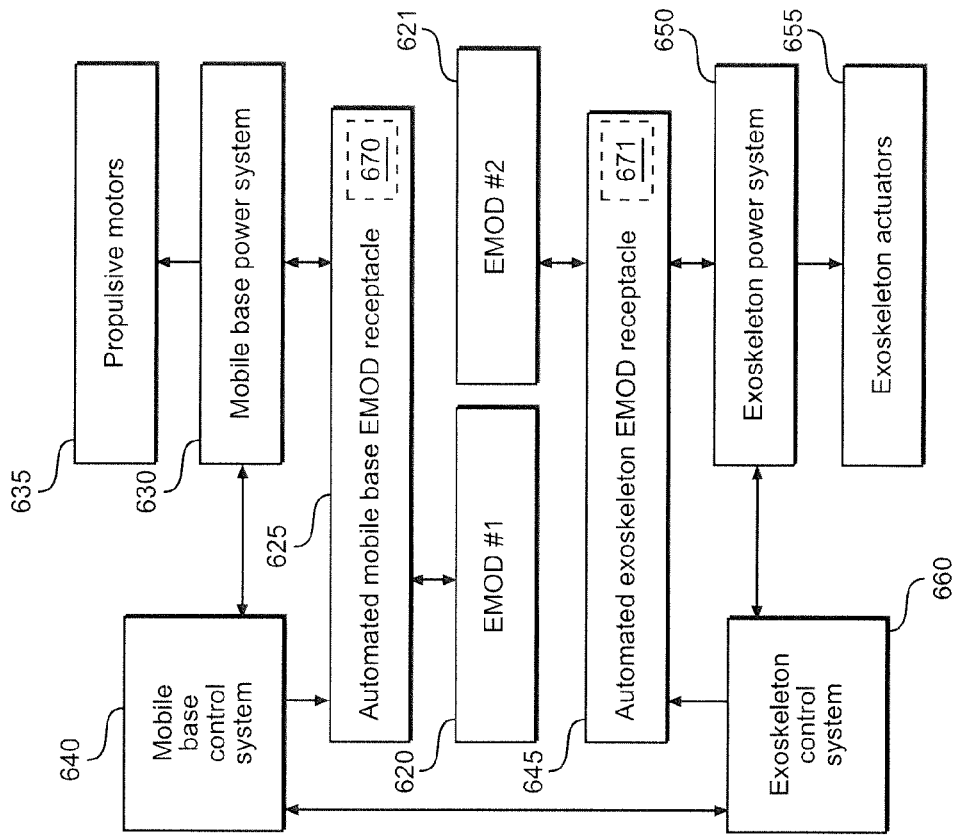 635
Propulsive motors
630
Mobile base power system
640
Mobile
base
control
system
625
Automated mobile base EMOD receptacle
670
620
EMOD #1
621
EMOD #2
645
Automated exoskeleton EMOD receptacle
671
650
Exoskeleton power system
655
Exoskeleton actuators
660
Exoskeleton
control
system